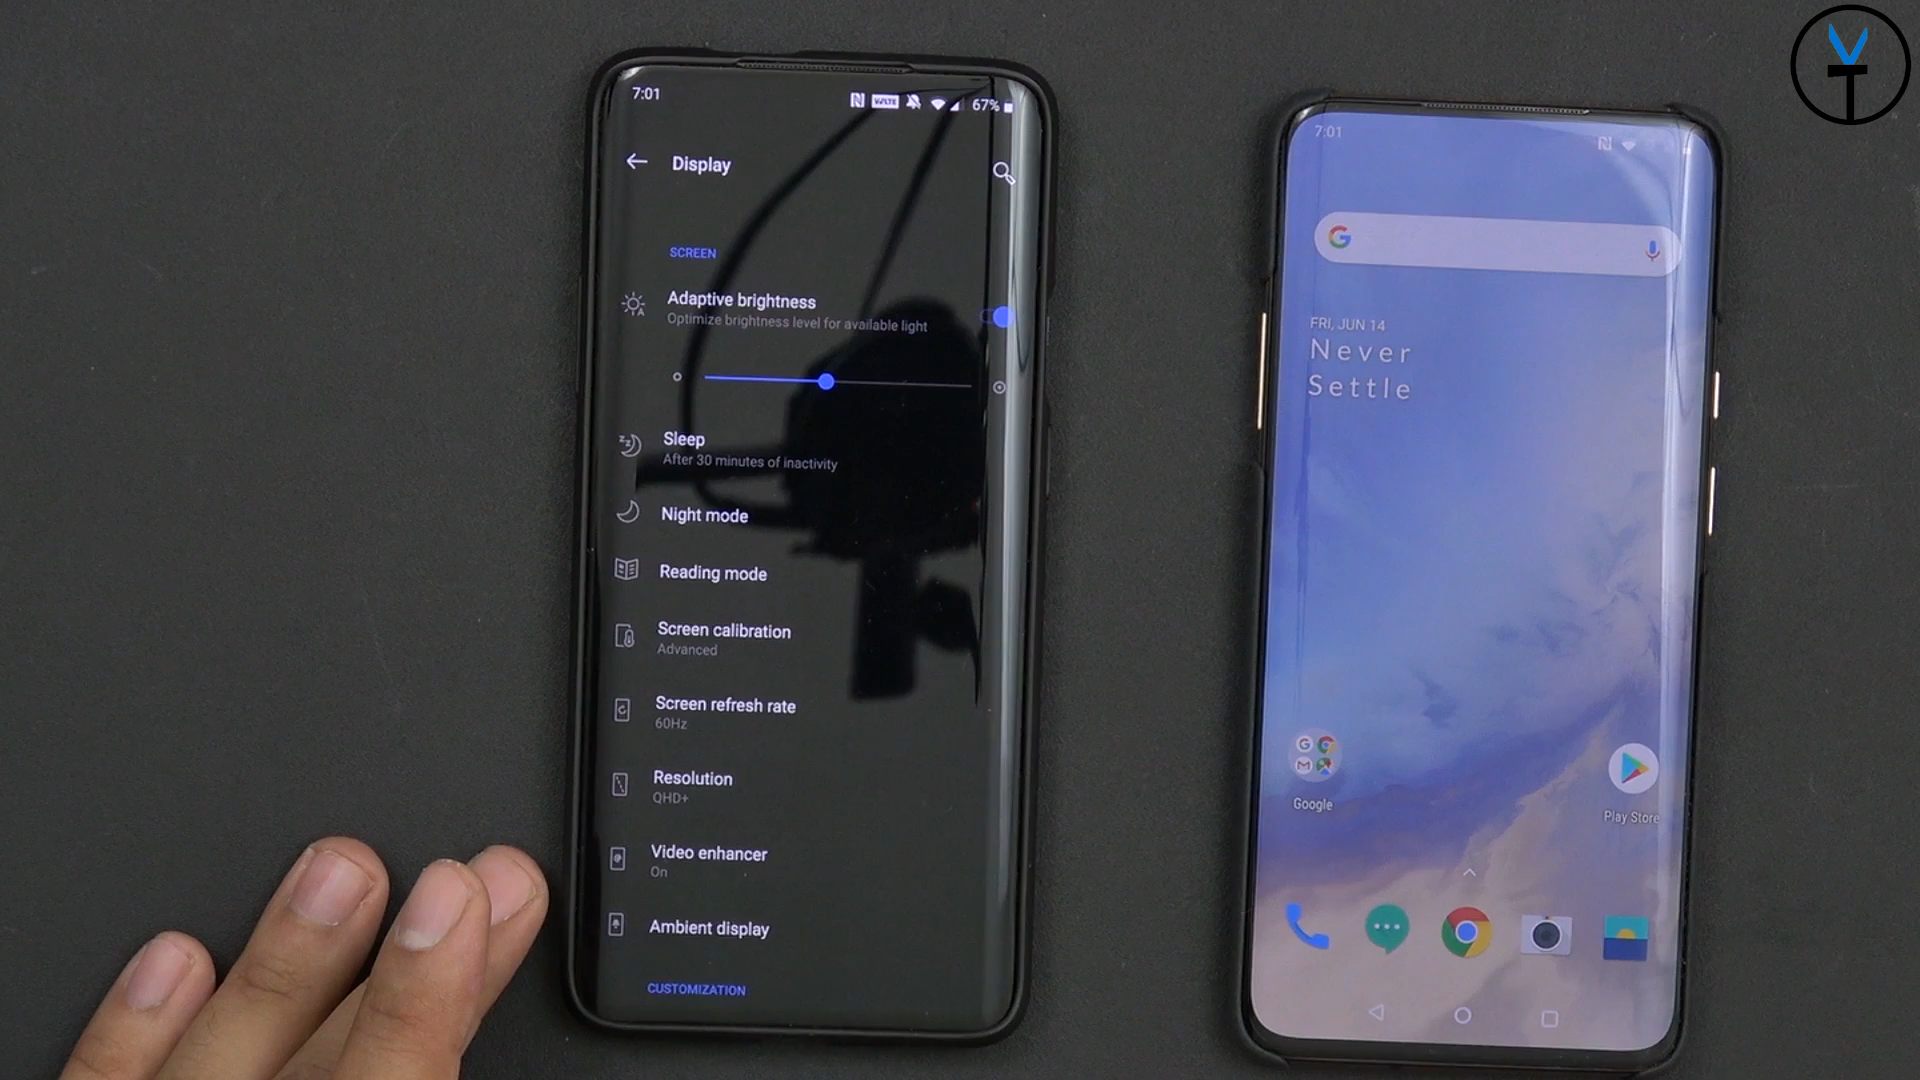 7:01
VoLTE
67%
Display
SCREEN
Adaptive brightness
Optimize brightness level for available light
Sleep
After 30 minutes of inactivity
Night mode
Reading mode
Screen calibration
Advanced
Screen refresh rate
60Hz
Resolution
QHD+
Video enhancer
On
Ambient display
CUSTOMIZATION
7:01
FRI, JUN 14
Never
Settle
Google
Play Store